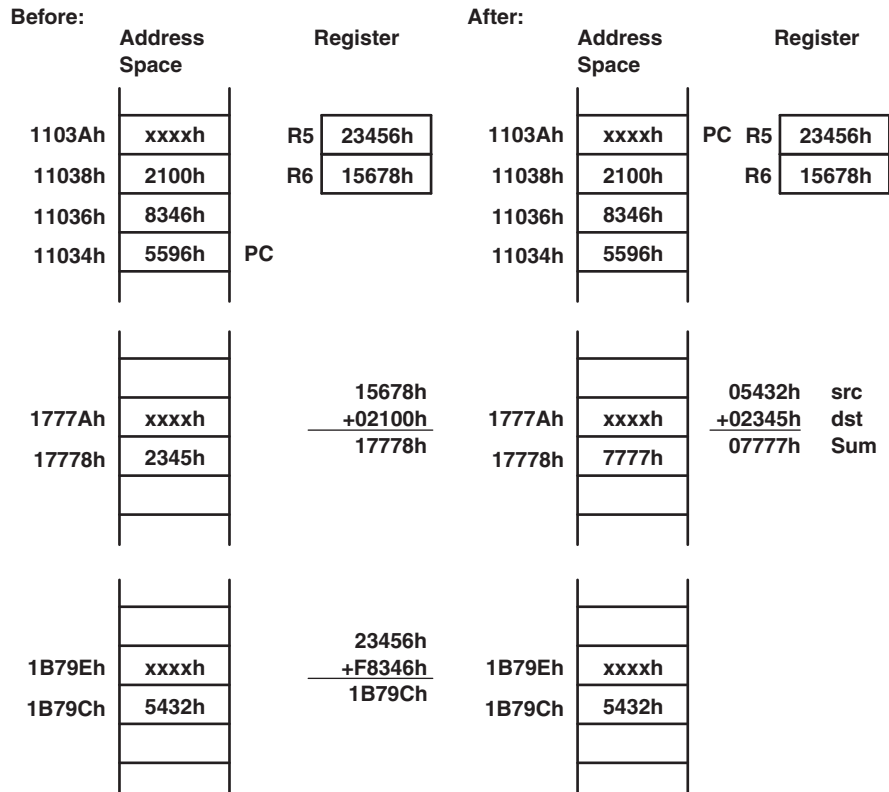 Before:
Address
Space
Register
1103Ah xxxxh R5 23456h
11038h 2100h R6 15678h
11036h 8346h
11034h 5596h PC
15678h
1777Ah xxxxh +02100h
17778h 2345h 17778h
23456h
1B79Eh xxxxh +F8346h
1B79Ch 5432h 1B79Ch
After:
Address
Space
Register
1103Ah xxxxh PC R5 23456h
11038h 2100h R6 15678h
11036h 8346h
11034h 5596h
05432h src
1777Ah xxxxh +02345h dst
17778h 7777h 07777h Sum
1B79Eh xxxxh
1B79Ch 5432h